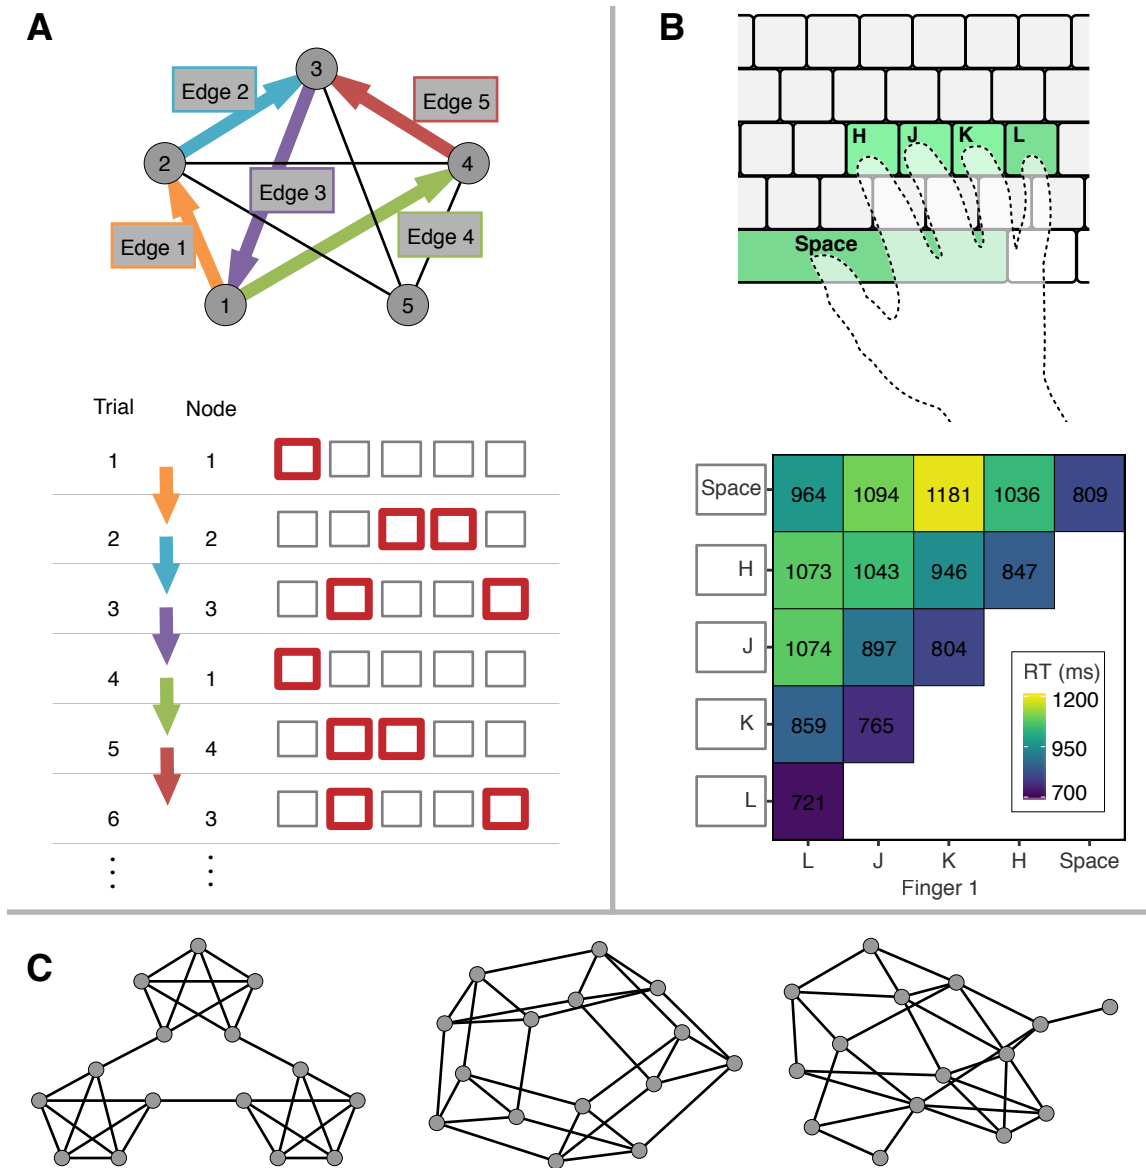 A
3
Edge 2
Edge 5
2
4
Edge 3
Edge 1
Edge 4
1
5
Trial Node
1 1
2 2
3 3
4 1
5 4
6 3
B
H J K L
Space
Space 964 1094 1181 1036 809
H 1073 1043 946 847
J 1074 897 804
K 859 765
L 721
RT (ms)
1200
950
700
L J K H Space
Finger 1
C